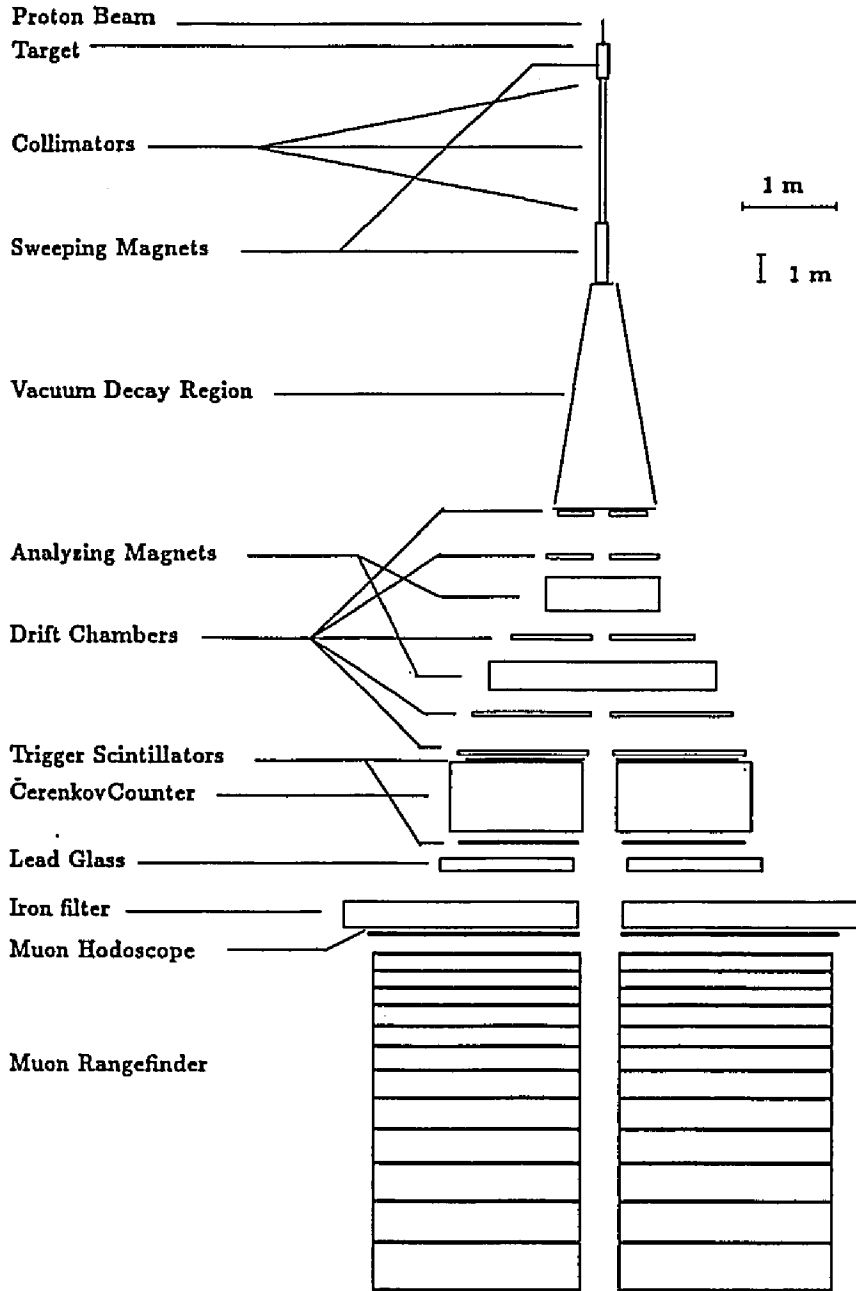 Proton Beam
Target
Collimators
1 m
Sweeping Magnets
1 m
Vacuum Decay Region
Analyzing Magnets
Drift Chambers
Trigger Scintillators
ČerenkovCounter
Lead Glass
Iron filter
Muon Hodoscope
Muon Rangefinder